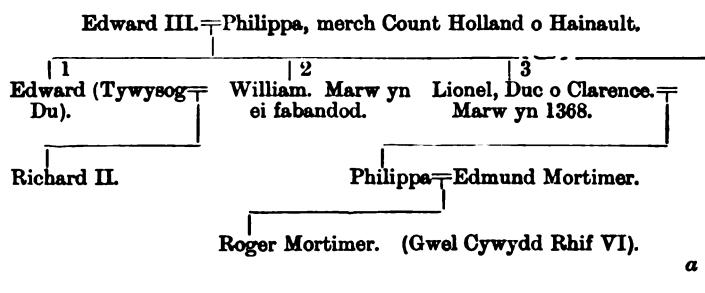 Edward III. Philippa, merch Count Holland o Hainault.
1 2 3
Edward (Tywysog William. Marw yn Lionel, Duc o Clarence.
Du). ei fabandod. Marw yn 1368.
Richard II. Philippa Edmund Mortimer.
Roger Mortimer. (Gwel Cywydd Rhif VI).
a